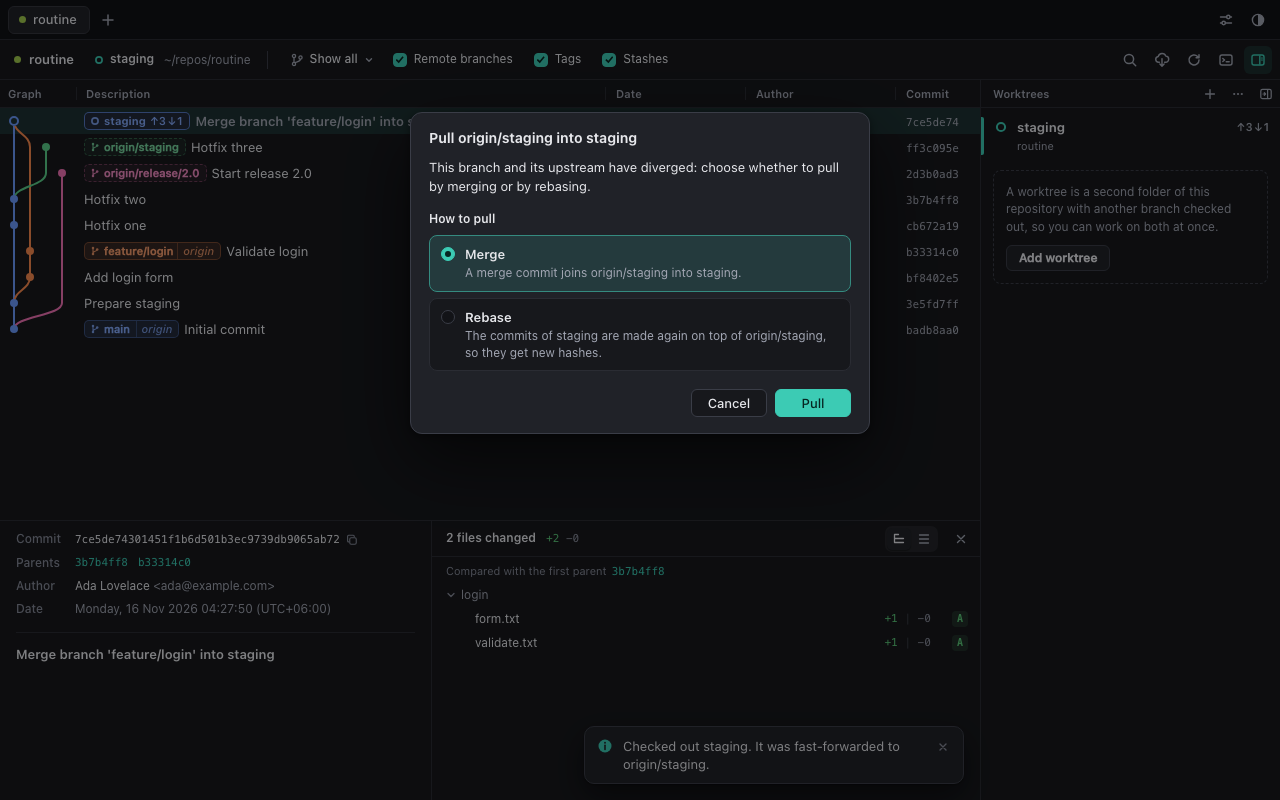 routine
routine staging ~/repos/routine Show all Remote branches Tags Stashes
Graph Description Date Author Commit Worktrees
staging ↑3↓1 Merge branch 'feature/login' into s 7ce5de74
origin/staging Hotfix three ff3c095e
origin/release/2.0 Start release 2.0 2d3b0ad3
Hotfix two 3b7b4ff8
Hotfix one cb672a19
feature/login origin Validate login b33314c0
Add login form bf8402e5
Prepare staging 3e5fd7ff
main origin Initial commit badb8aa0
Pull origin/staging into staging
This branch and its upstream have diverged: choose whether to pull
by merging or by rebasing.
How to pull
Merge
A merge commit joins origin/staging into staging.
Rebase
The commits of staging are made again on top of origin/staging,
so they get new hashes.
Cancel Pull
staging ↑3↓1
routine
A worktree is a second folder of this
repository with another branch checked
out, so you can work on both at once.
Add worktree
Commit 7ce5de74301451f1b6d501b3ec9739db9065ab72
Parents 3b7b4ff8 b33314c0
Author Ada Lovelace <ada@example.com>
Date Monday, 16 Nov 2026 04:27:50 (UTC+06:00)
Merge branch 'feature/login' into staging
2 files changed +2 −0
Compared with the first parent 3b7b4ff8
login
form.txt +1 −0 A
validate.txt +1 −0 A
Checked out staging. It was fast-forwarded to
origin/staging.